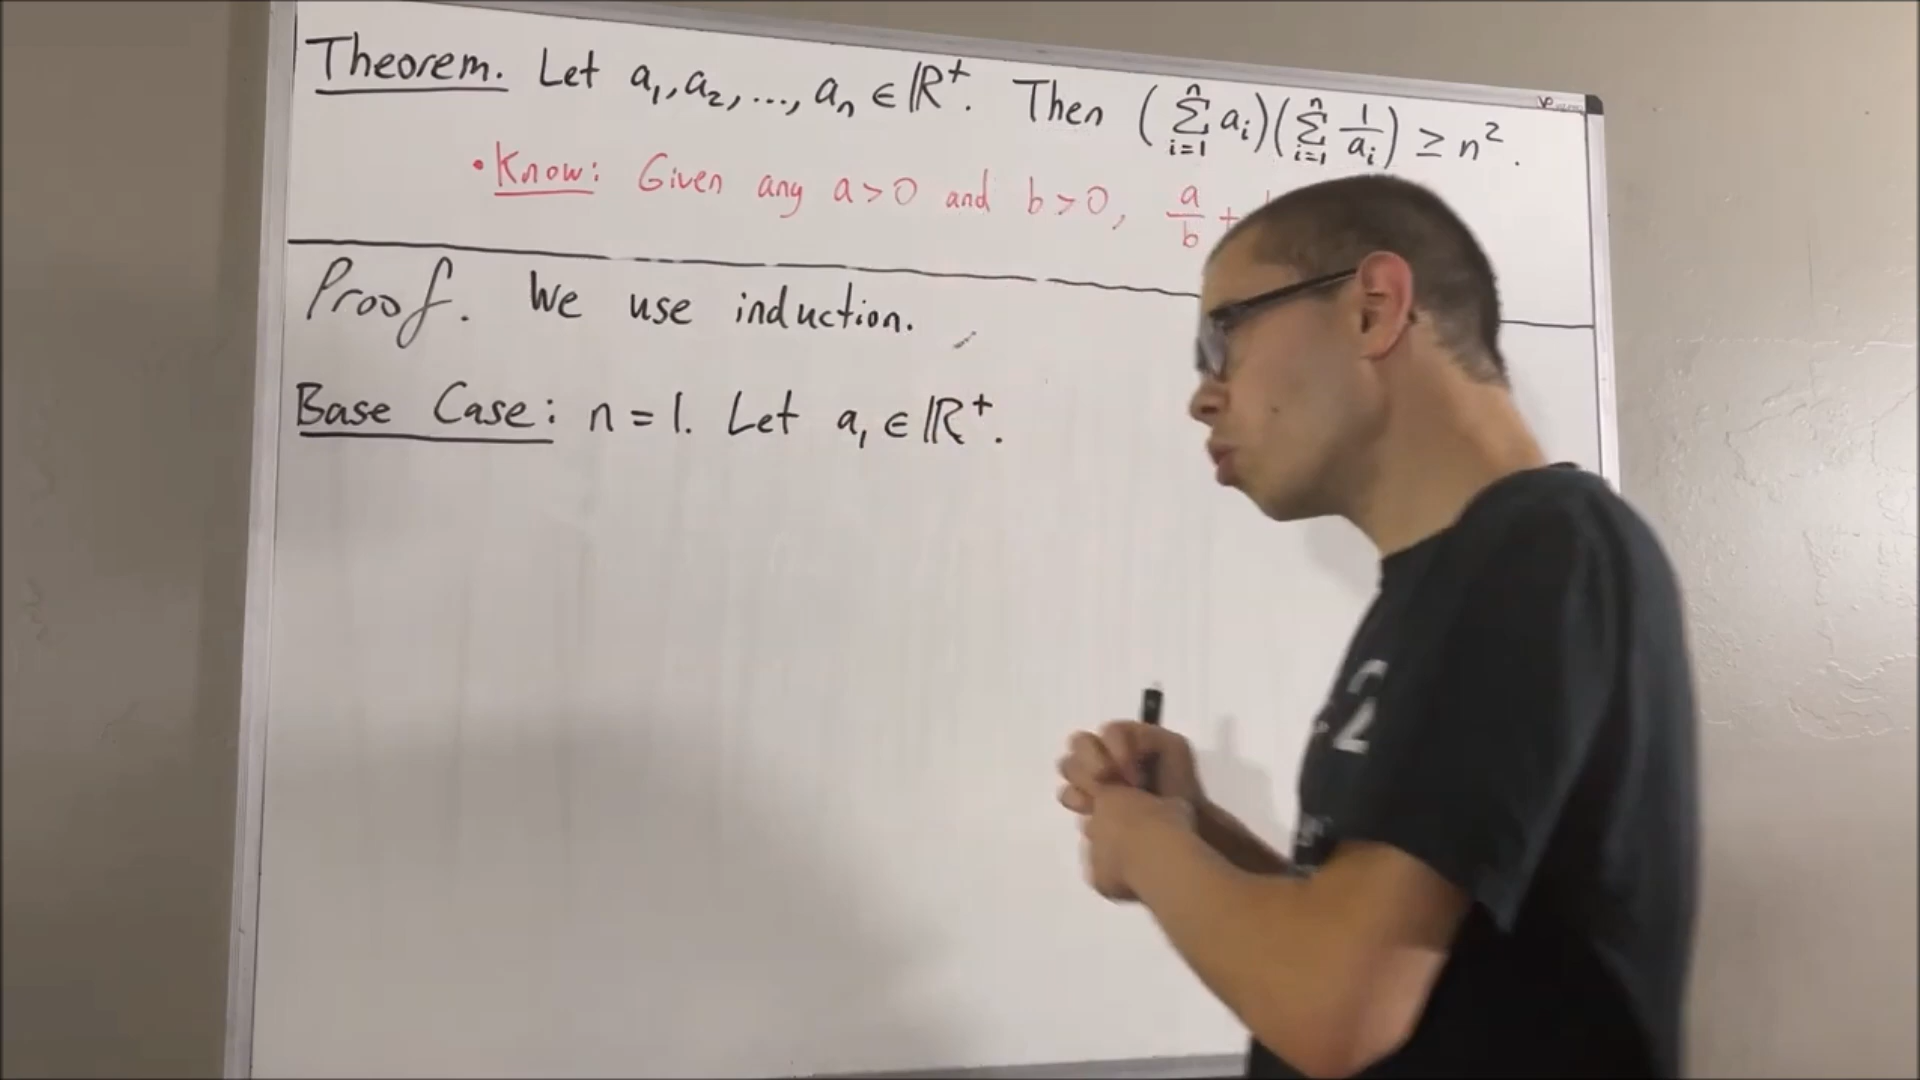 Theorem. Let a₁, a₂, ..., aₙ ∈ ℝ⁺. Then (∑ᵢ₌₁ⁿ aᵢ)(∑ᵢ₌₁ⁿ 1/aᵢ) ≥ n².
• Know: Given any a > 0 and b > 0, a/b +
Proof. We use induction.
Base Case: n = 1. Let a₁ ∈ ℝ⁺.
2